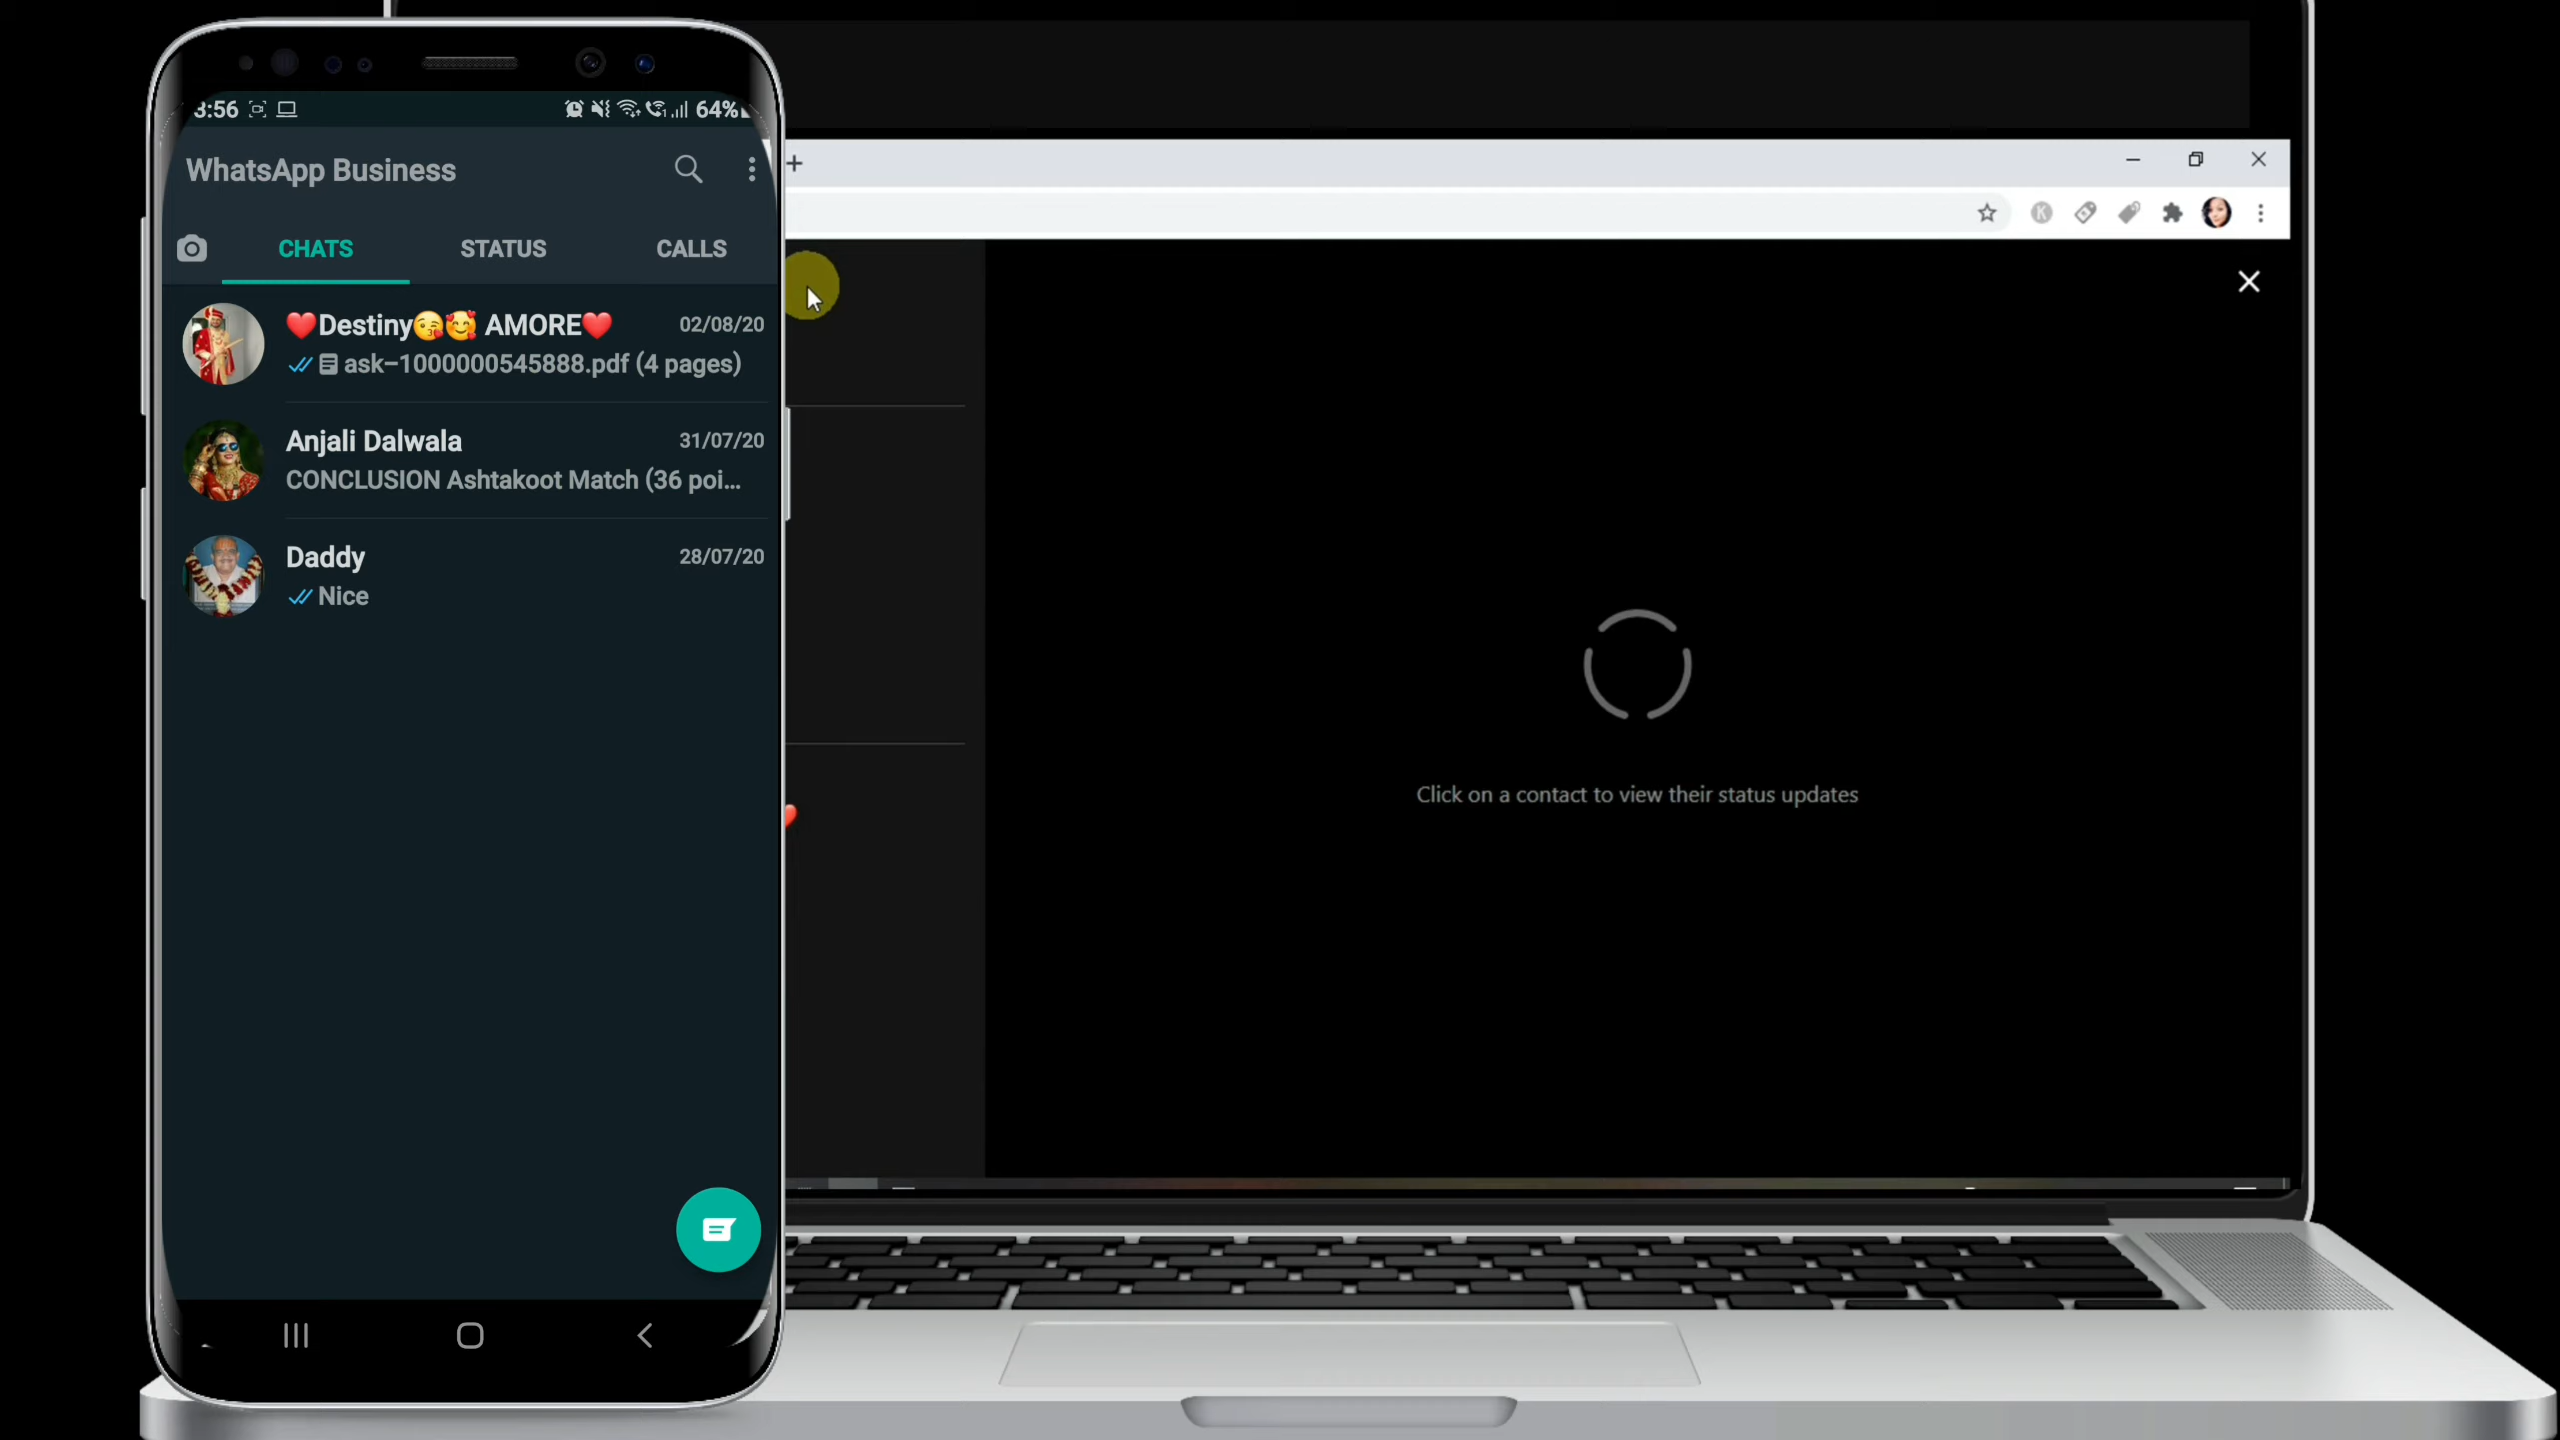 3:56 64%
WhatsApp Business
CHATS STATUS CALLS
❤️Destiny😘🥰 AMORE❤️ 02/08/20
ask-1000000545888.pdf (4 pages)
Anjali Dalwala 31/07/20
CONCLUSION Ashtakoot Match (36 poi...
Daddy 28/07/20
Nice
K
Click on a contact to view their status updates